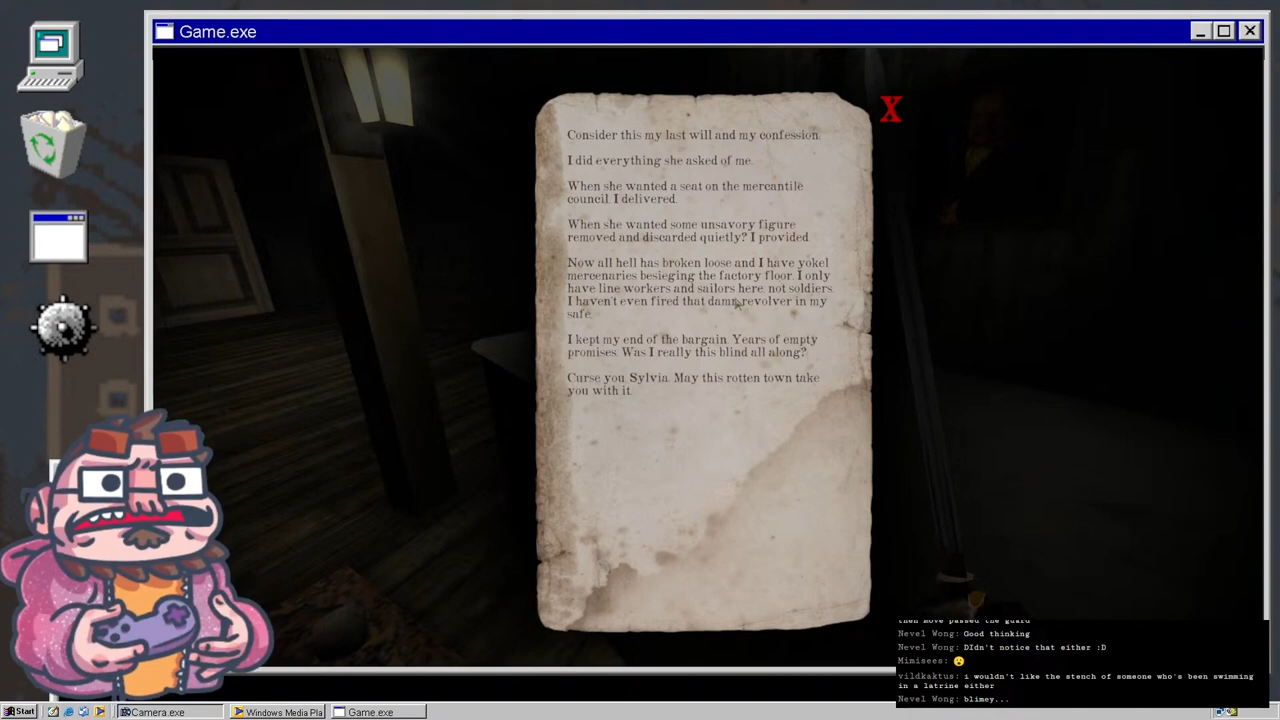 Game.exe
X
Consider this my last will and my confession.
I did everything she asked of me.
When she wanted a seat on the mercantile
council. I delivered.
When she wanted some unsavory figure
removed and discarded quietly? I provided
Now all hell has broken loose and I have yokel
mercenaries besieging the factory floor. I only
have line workers and sailors here, not soldiers.
I haven't even fired that damn revolver in my
safe.
I kept my end of the bargain. Years of empty
promises. Was I really this blind all along?
Curse you, Sylvia. May this rotten town take
you with it.
then move passed the guard
Nevel Wong: Good thinking
Nevel Wong: DIdn't notice that either :D
Mimisees: 😮
vildkaktus: i wouldn't like the stench of someone who's been swimming
in a latrine either
Nevel Wong: blimey...
Start
Camera.exe
Windows Media Pla
Game.exe